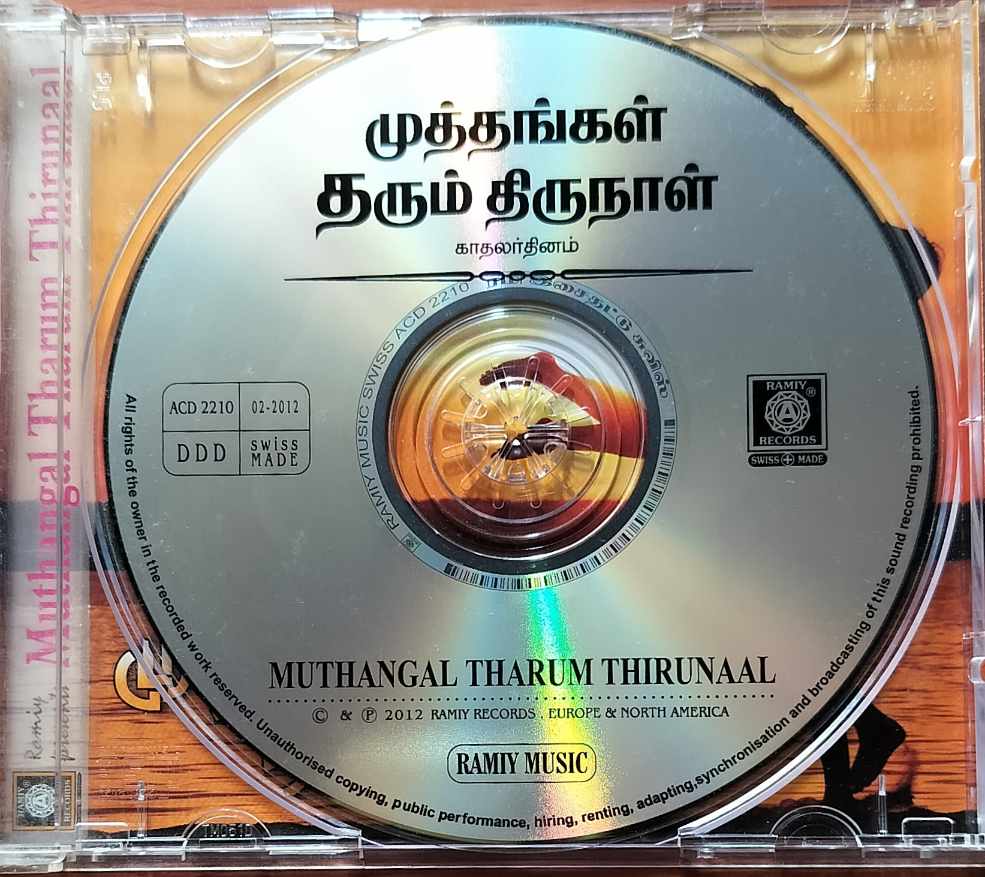 முத்தங்கள்
தரும் திருநாள்
காதலர்தினம்
RAMIY MUSIC SWISS ACD 2210
ACD 2210
02-2012
DDD
swiss
MADE
RAMIY ®
A
RECORDS
SWISS MADE
MUTHANGAL THARUM THIRUNAAL
© & ℗ 2012 RAMIY RECORDS . EUROPE & NORTH AMERICA
RAMIY MUSIC
All rights of the owner in the recorded work reserved. Unauthorised copying, public performance, hiring, renting, adapting,synchronisation and broadcasting of this sound recording prohibited.
Muthangal Tharum Thirunaal
Ramiy
presents